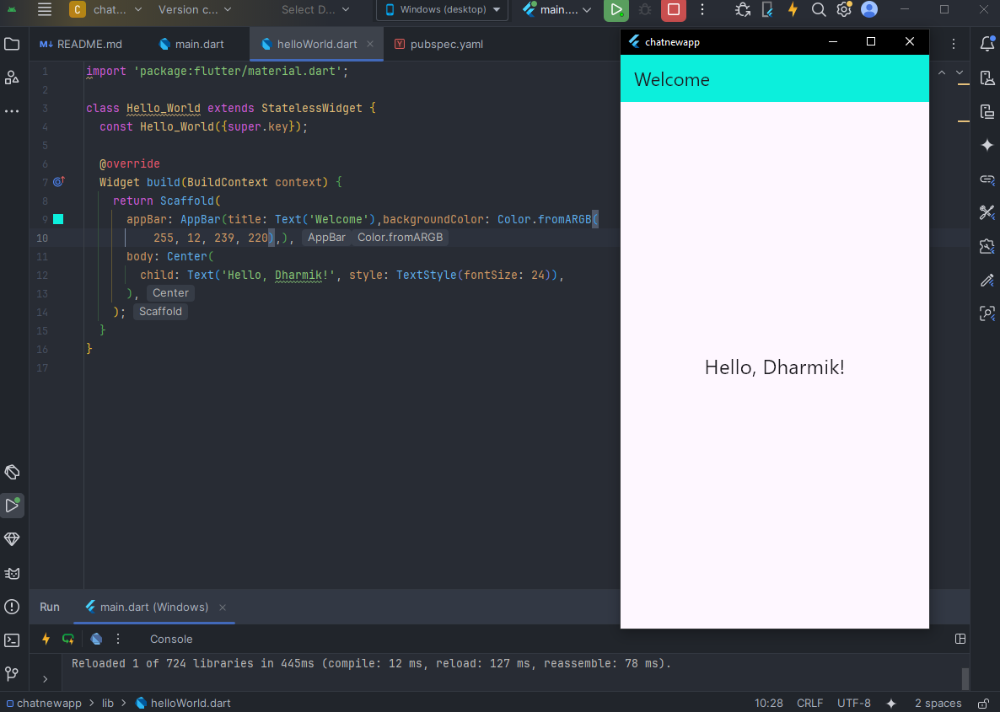 C chat... Version c... Select D... Windows (desktop) main....
M↓ README.md main.dart helloWorld.dart Y pubspec.yaml
1 import 'package:flutter/material.dart';
2
3 class Hello_World extends StatelessWidget {
4 const Hello_World({super.key});
5
6 @override
7 Widget build(BuildContext context) {
8 return Scaffold(
9 appBar: AppBar(title: Text('Welcome'),backgroundColor: Color.fromARGB(
10 255, 12, 239, 220),), AppBar Color.fromARGB
11 body: Center(
12 child: Text('Hello, Dharmik!', style: TextStyle(fontSize: 24)),
13 ), Center
14 ); Scaffold
15 }
16 }
17
chatnewapp
Welcome
Hello, Dharmik!
Run main.dart (Windows)
Console
Reloaded 1 of 724 libraries in 445ms (compile: 12 ms, reload: 127 ms, reassemble: 78 ms).
chatnewapp > lib > helloWorld.dart 10:28 CRLF UTF-8 2 spaces